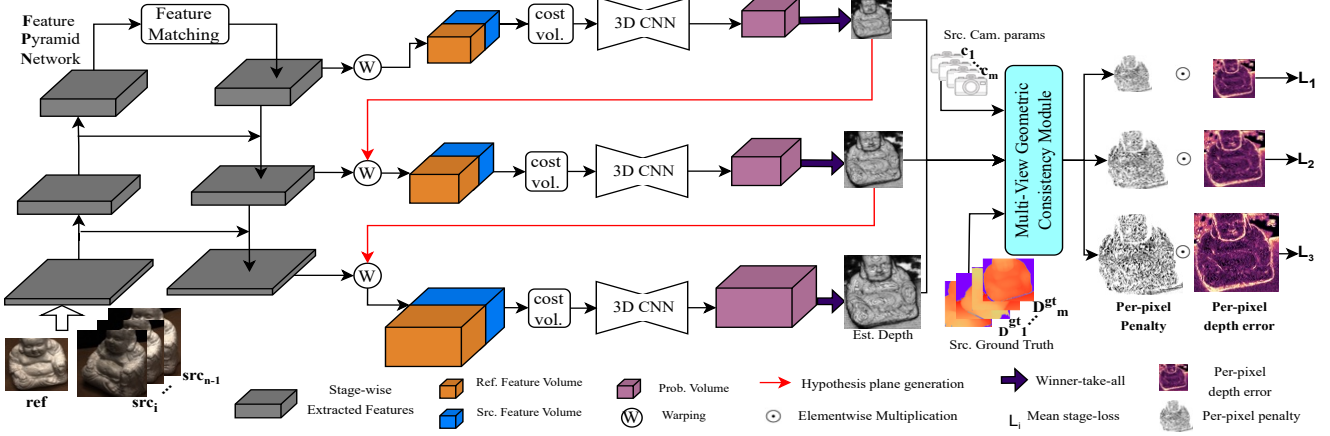 Feature
Pyramid
Network
Feature
Matching
W
cost
vol.
3D CNN
Src. Cam. params
c1
cm
L1
W
cost
vol.
3D CNN
Multi-View Geometric
Consistency Module
L2
W
cost
vol.
3D CNN
Est. Depth
Dgt1
Dgtm
Src. Ground Truth
L3
Per-pixel
Penalty
Per-pixel
depth error
ref
srci
srcn-1
Stage-wise
Extracted Features
Ref. Feature Volume
Src. Feature Volume
Prob. Volume
W
Warping
Hypothesis plane generation
Elementwise Multiplication
Winner-take-all
Li Mean stage-loss
Per-pixel
depth error
Per-pixel penalty